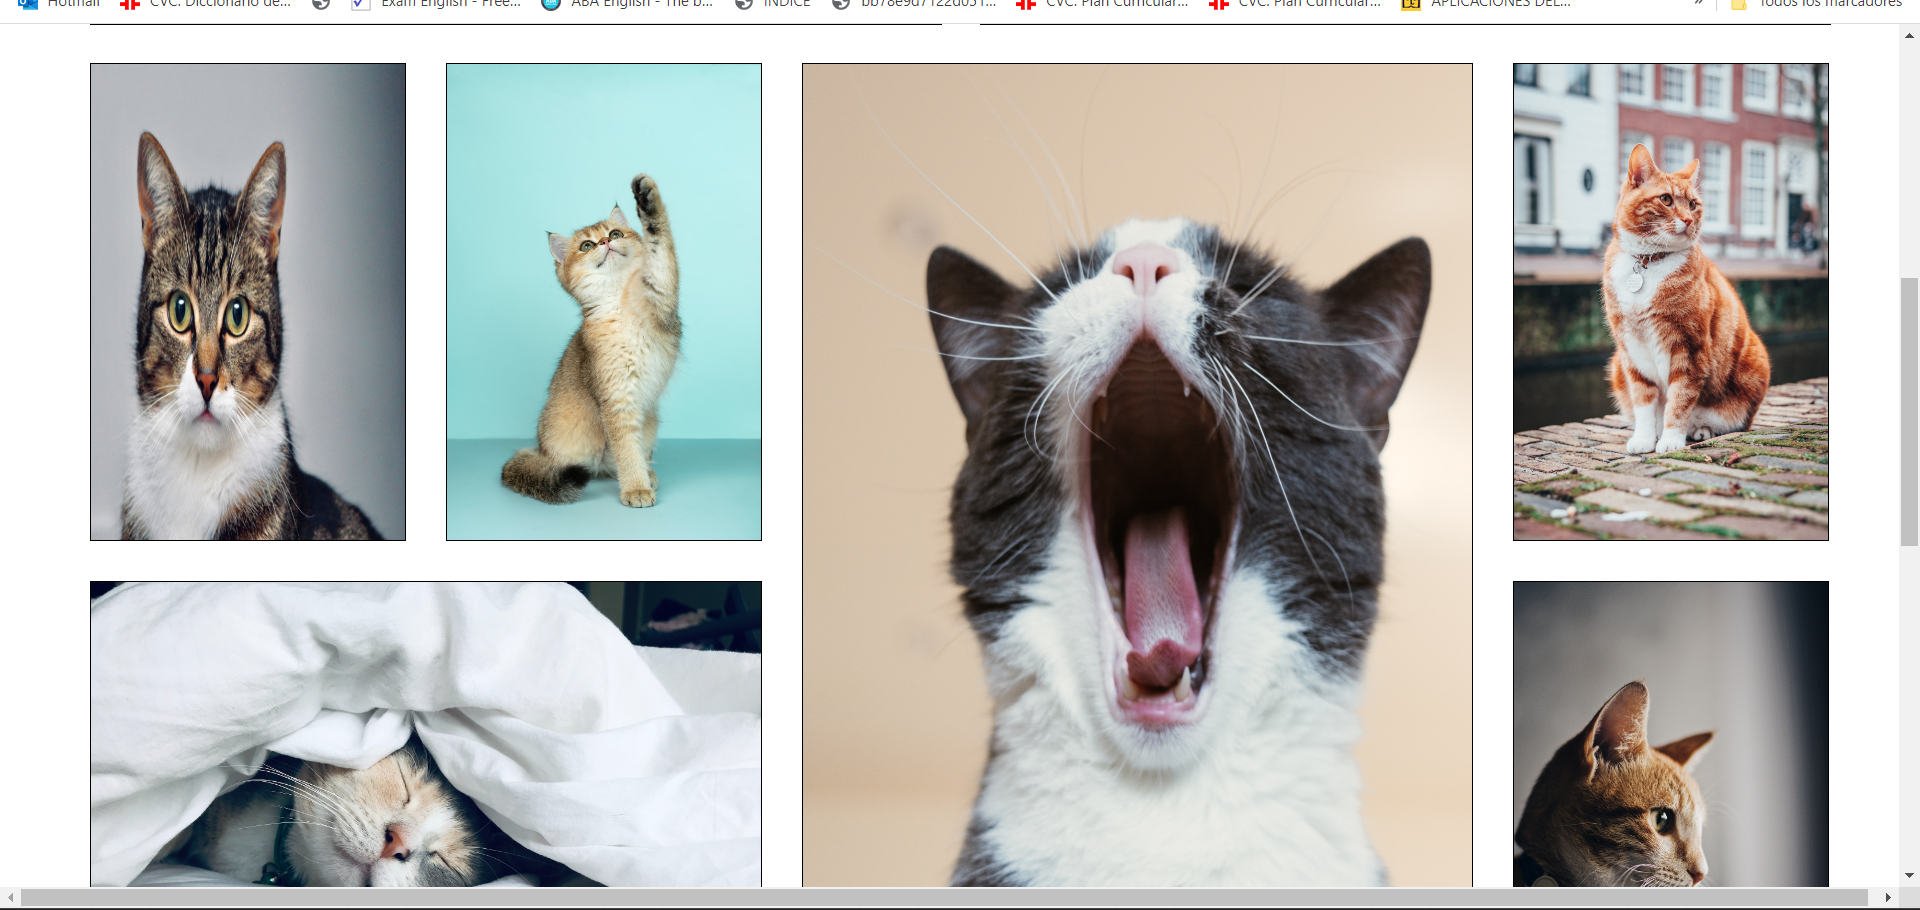 Hotmail CVC. Diccionario de... Exam English - Free... ABA English - The b... ÍNDICE bb78e9d7122d051... CVC. Plan Curricular... CVC. Plan Curricular... APLICACIONES DEL... » Todos los marcadores